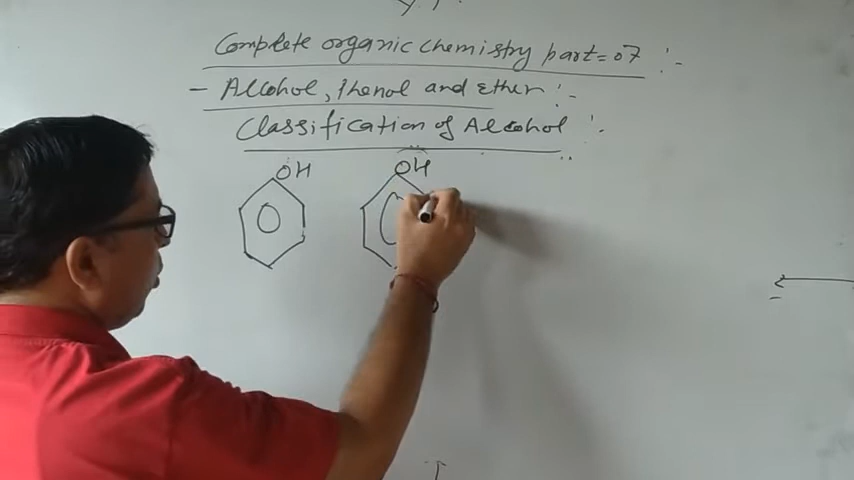 Complete organic chemistry part=07 :-
- Alcohol, Phenol and ether :-
Classification of Alcohol :
OH OH